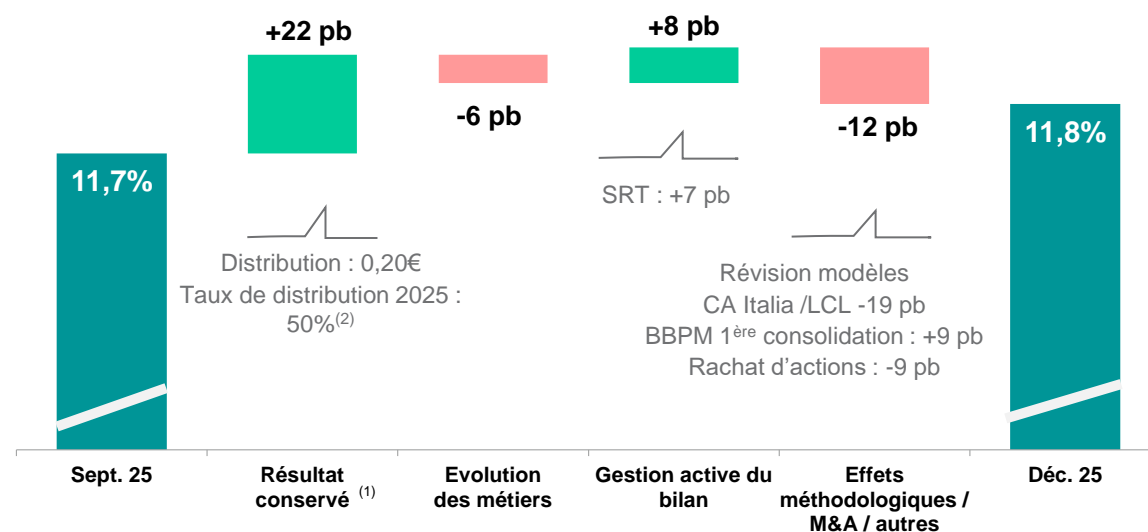 +22 pb
-6 pb
+8 pb
-12 pb
11,7%
11,8%
SRT : +7 pb
Distribution : 0,20€
Taux de distribution 2025 :
50%(2)
Révision modèles
CA Italia /LCL -19 pb
BBPM 1ère consolidation : +9 pb
Rachat d'actions : -9 pb
Sept. 25
Résultat
conservé (1)
Evolution
des métiers
Gestion active du
bilan
Effets
méthodologiques /
M&A / autres
Déc. 25